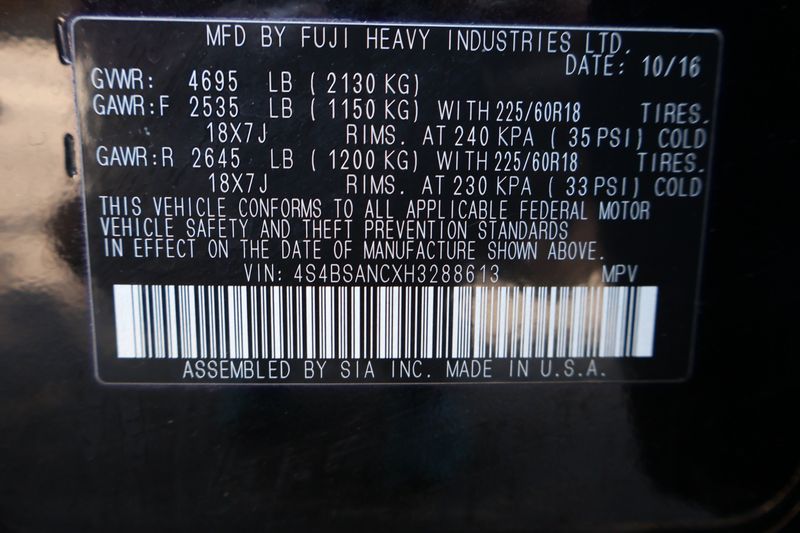 MFD BY FUJI HEAVY INDUSTRIES LTD.
DATE: 10/16
GVWR: 4695 LB ( 2130 KG)
GAWR:F 2535 LB ( 1150 KG) WITH 225/60R18 TIRES.
18X7J RIMS. AT 240 KPA ( 35 PSI) COLD
GAWR:R 2645 LB ( 1200 KG) WITH 225/60R18 TIRES.
18X7J RIMS. AT 230 KPA ( 33 PSI) COLD
THIS VEHICLE CONFORMS TO ALL APPLICABLE FEDERAL MOTOR
VEHICLE SAFETY AND THEFT PREVENTION STANDARDS
IN EFFECT ON THE DATE OF MANUFACTURE SHOWN ABOVE.
VIN: 4S4BSANCXH3288613 MPV
ASSEMBLED BY SIA INC. MADE IN U.S.A.